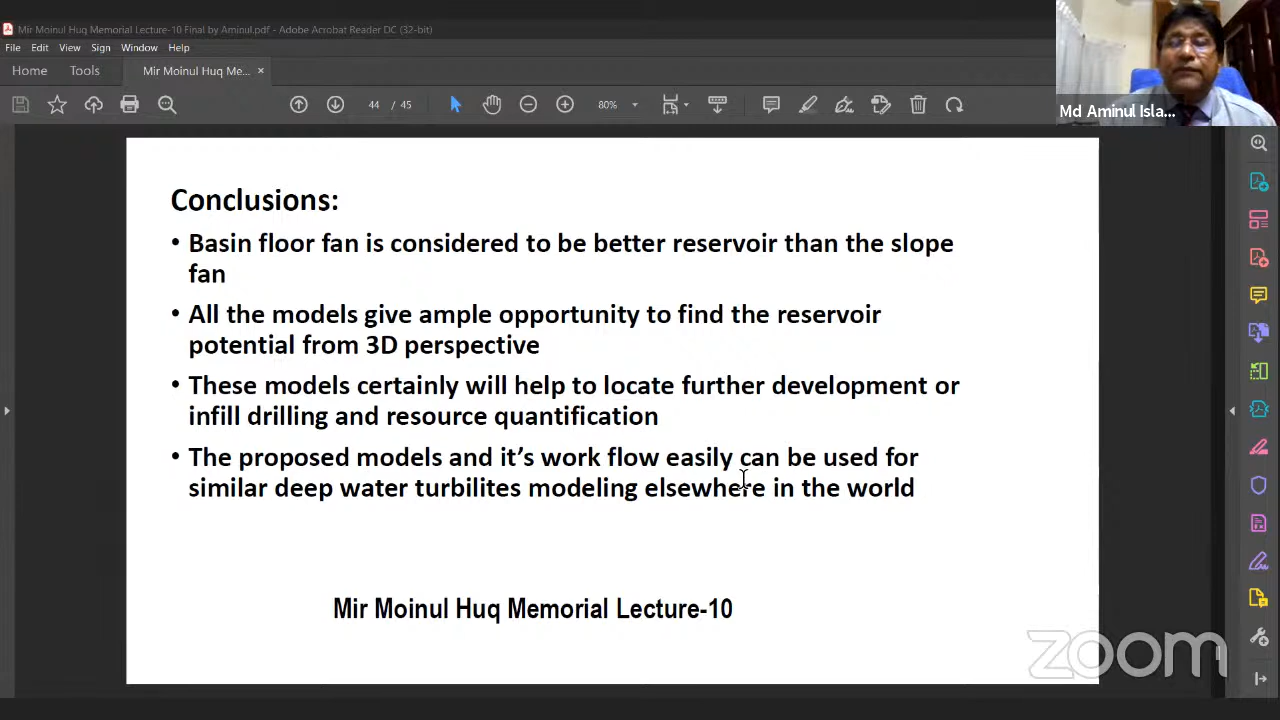 Mir Moinul Huq Memorial Lecture-10 Final by Aminul.pdf - Adobe Acrobat Reader DC (32-bit)
File Edit View Sign Window Help
Home Tools Mir Moinul Huq Me... ×
44 / 45 80%
Md Aminul Isla...
Conclusions:
• Basin floor fan is considered to be better reservoir than the slope
fan
• All the models give ample opportunity to find the reservoir
potential from 3D perspective
• These models certainly will help to locate further development or
infill drilling and resource quantification
• The proposed models and it’s work flow easily can be used for
similar deep water turbilites modeling elsewhere in the world
Mir Moinul Huq Memorial Lecture-10
zoom